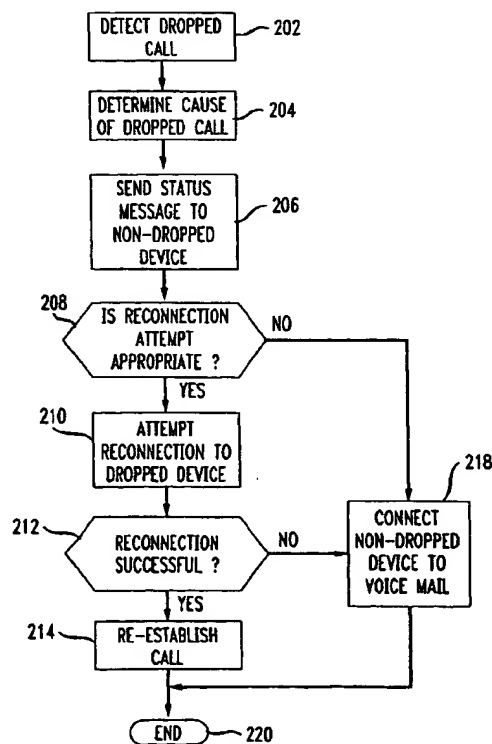 DETECT DROPPED
CALL
202
DETERMINE CAUSE
OF DROPPED CALL
204
SEND STATUS
MESSAGE TO
NON-DROPPED
DEVICE
206
208
IS RECONNECTION
ATTEMPT
APPROPRIATE ?
NO
YES
210
ATTEMPT
RECONNECTION TO
DROPPED DEVICE
218
CONNECT
NON-DROPPED
DEVICE TO
VOICE MAIL
212
RECONNECTION
SUCCESSFUL ?
NO
YES
214
RE-ESTABLISH
CALL
END
220